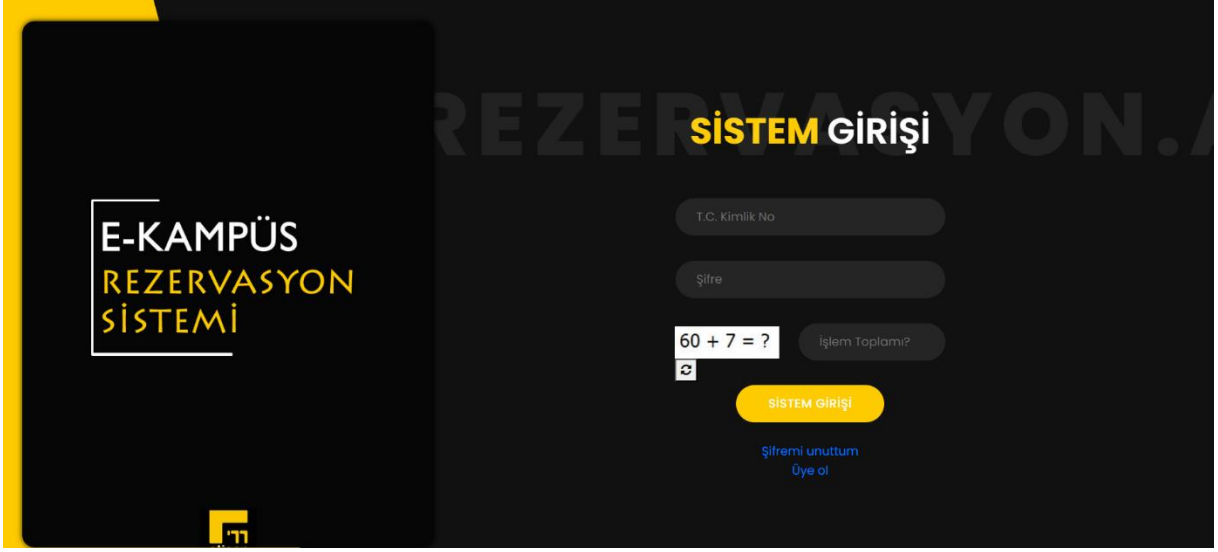 REZERVASYON.A
SİSTEM GİRİŞİ
E-KAMPÜS
REZERVASYON
SİSTEMİ
T.C. Kimlik No
Şifre
60 + 7 = ?
İşlem Toplamı?
SİSTEM GİRİŞİ
Şifremi unuttum
Üye ol